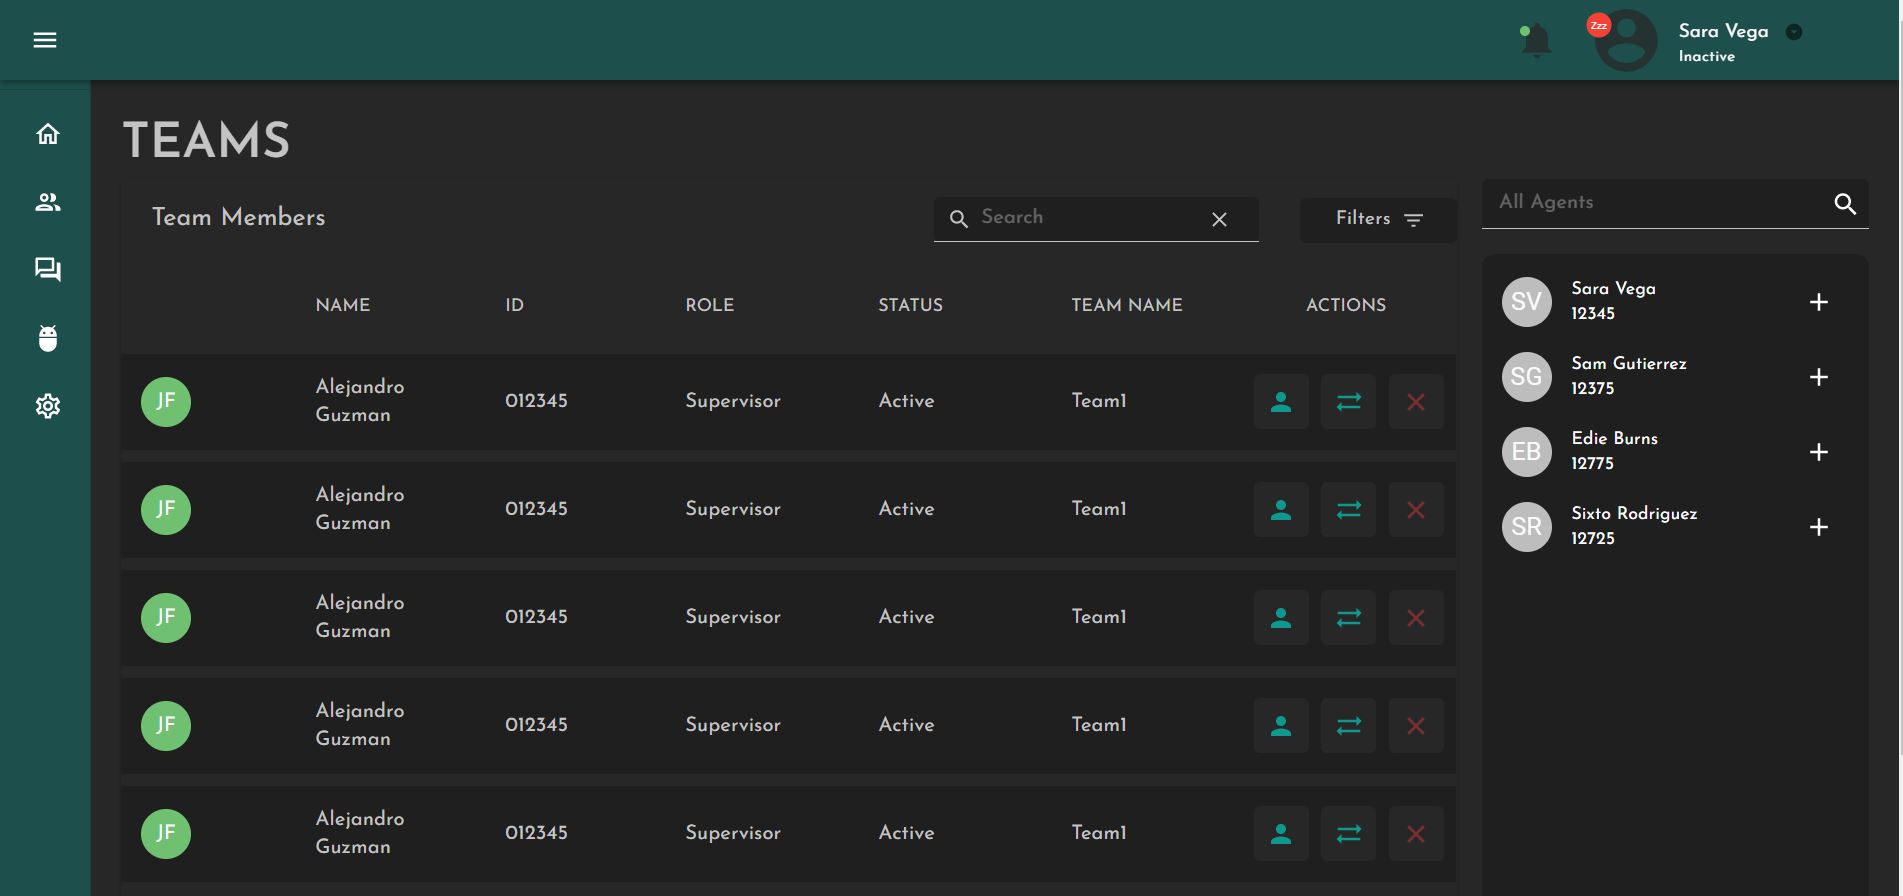 Zzz
Sara Vega
Inactive
TEAMS
Team Members
Search
Filters
NAME ID ROLE STATUS TEAM NAME ACTIONS
JF Alejandro Guzman 012345 Supervisor Active Team1
JF Alejandro Guzman 012345 Supervisor Active Team1
JF Alejandro Guzman 012345 Supervisor Active Team1
JF Alejandro Guzman 012345 Supervisor Active Team1
JF Alejandro Guzman 012345 Supervisor Active Team1
All Agents
SV Sara Vega
12345
SG Sam Gutierrez
12375
EB Edie Burns
12775
SR Sixto Rodriguez
12725